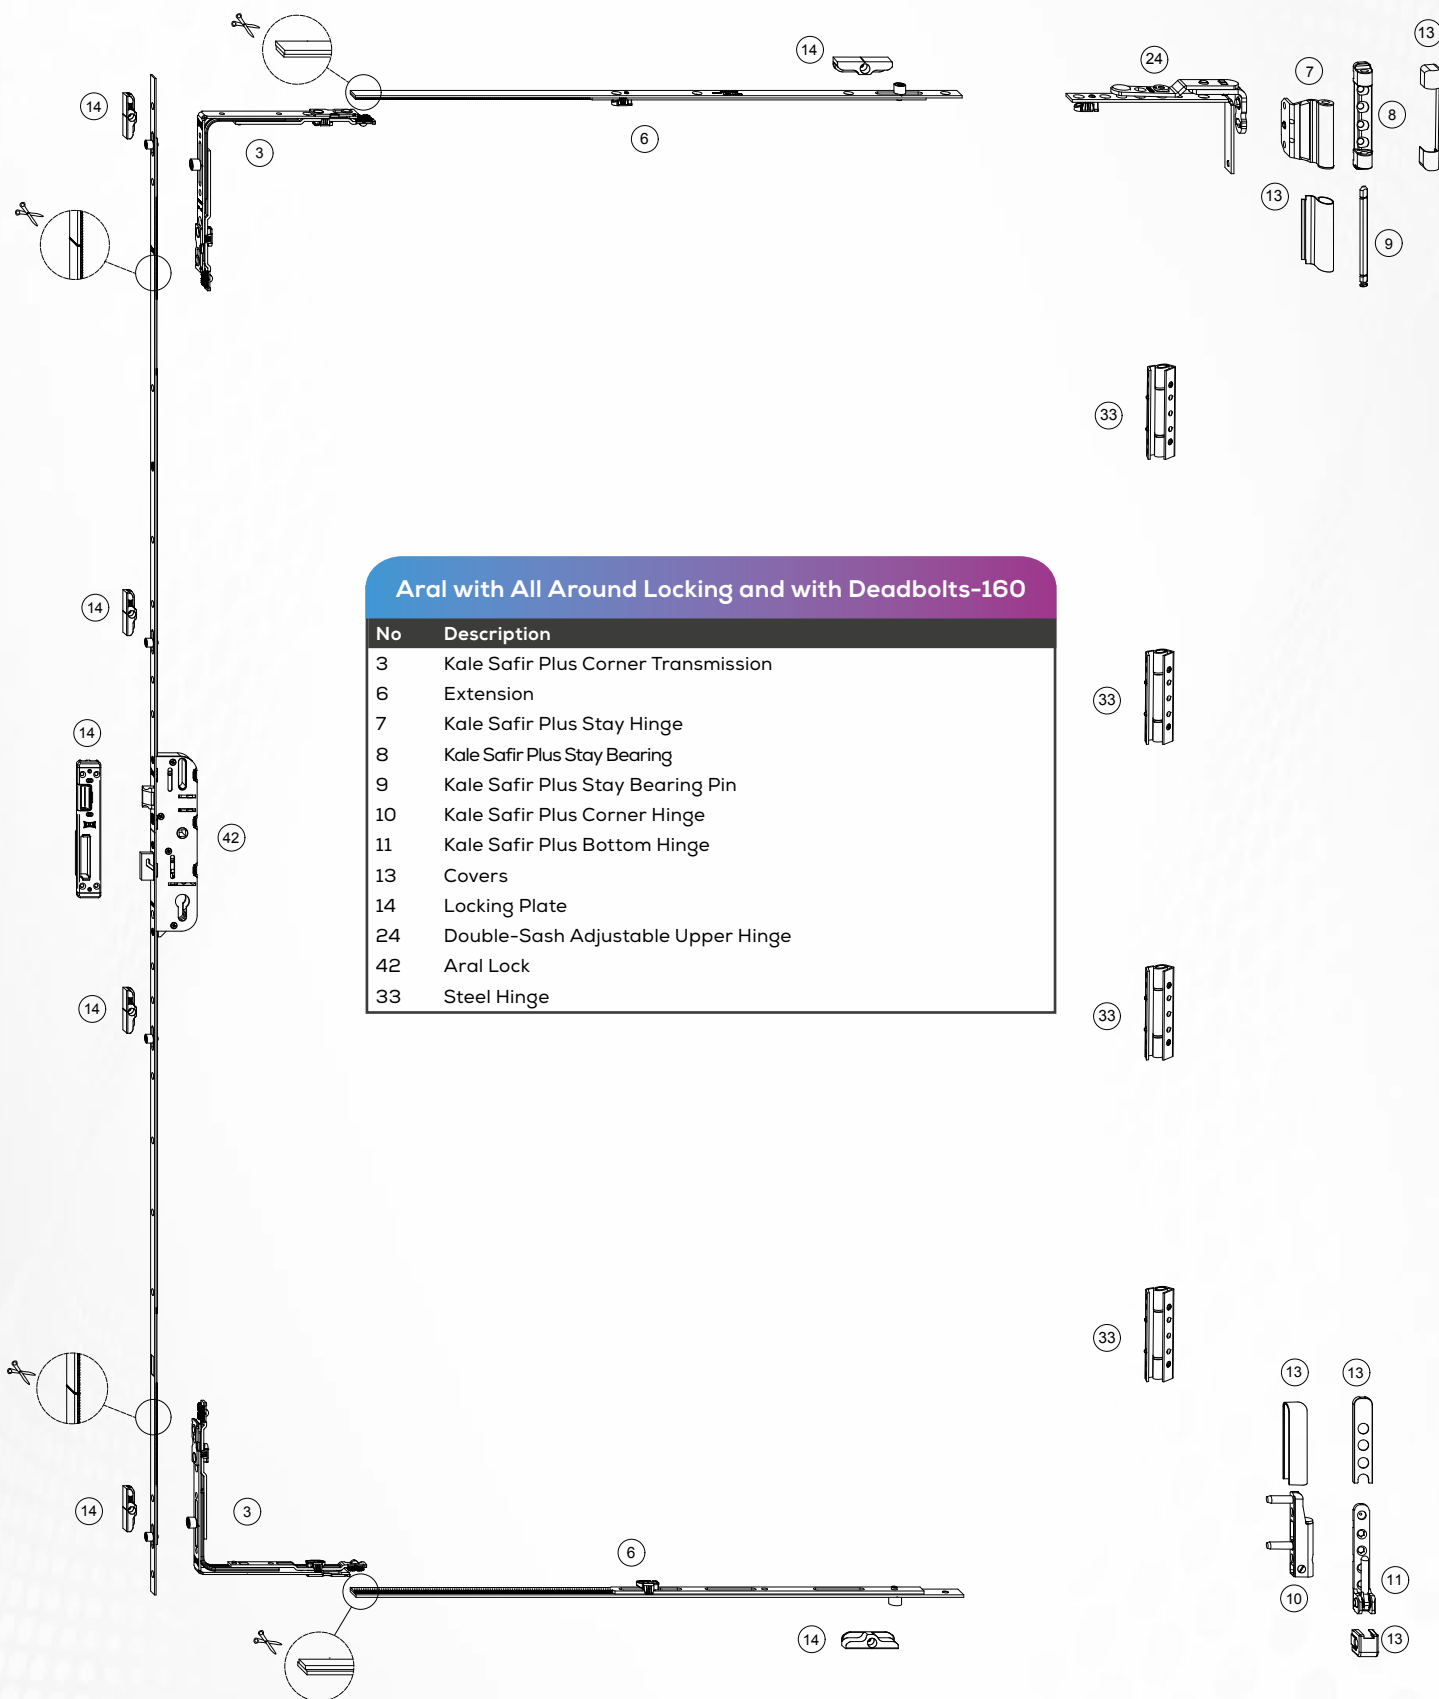 13
14
24
7
14
8
3
6
13
9
33
14
Aral with All Around Locking and with Deadbolts-160
No Description
3 Kale Safir Plus Corner Transmission
6 Extension
7 Kale Safir Plus Stay Hinge
8 Kale Safir Plus Stay Bearing
9 Kale Safir Plus Stay Bearing Pin
10 Kale Safir Plus Corner Hinge
11 Kale Safir Plus Bottom Hinge
13 Covers
14 Locking Plate
24 Double-Sash Adjustable Upper Hinge
42 Aral Lock
33 Steel Hinge
33
14
42
14
33
33
13
13
14
3
6
10
11
14
13